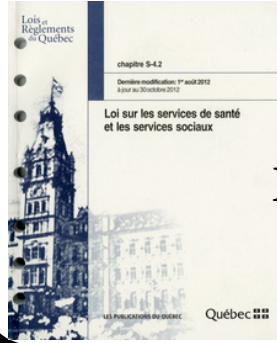 Lois et
Règlements
du Québec
chapitre S-4.2
Dernière modification: 1er août 2012
à jour au 30 octobre 2012
Loi sur les services de santé
et les services sociaux
LES PUBLICATIONS DU QUÉBEC
Québec